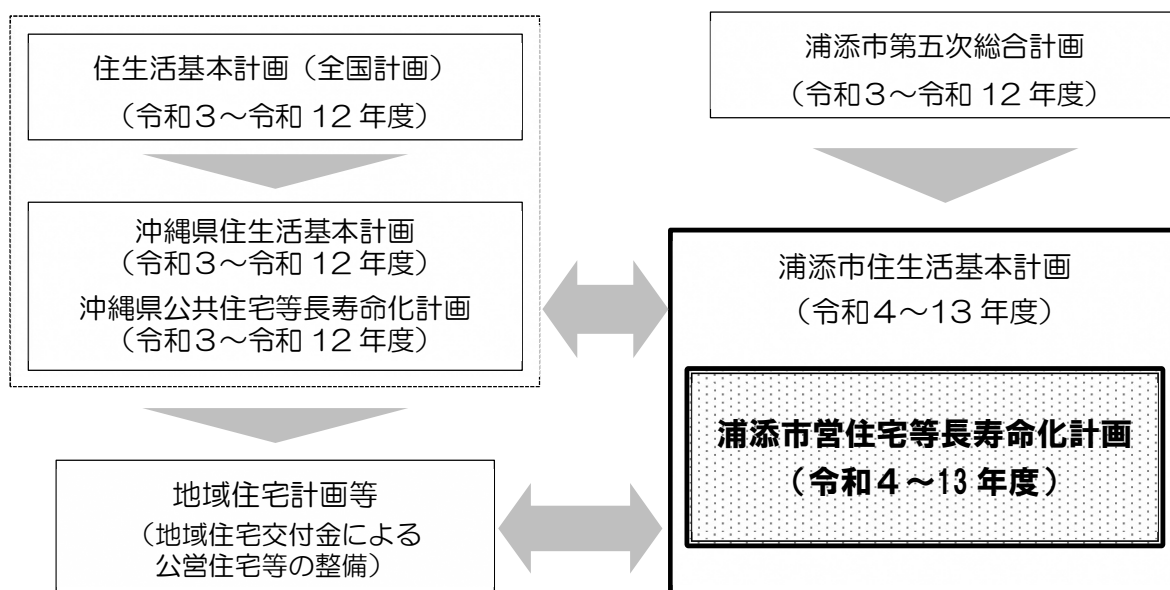 住生活基本計画（全国計画）
（令和３～令和 12 年度）
沖縄県住生活基本計画
（令和３～令和 12 年度）
沖縄県公共住宅等長寿命化計画
（令和３～令和 12 年度）
地域住宅計画等
（地域住宅交付金による
公営住宅等の整備）
浦添市第五次総合計画
（令和３～令和 12 年度）
浦添市住生活基本計画
（令和４～13 年度）
浦添市営住宅等長寿命化計画
（令和４～13 年度）